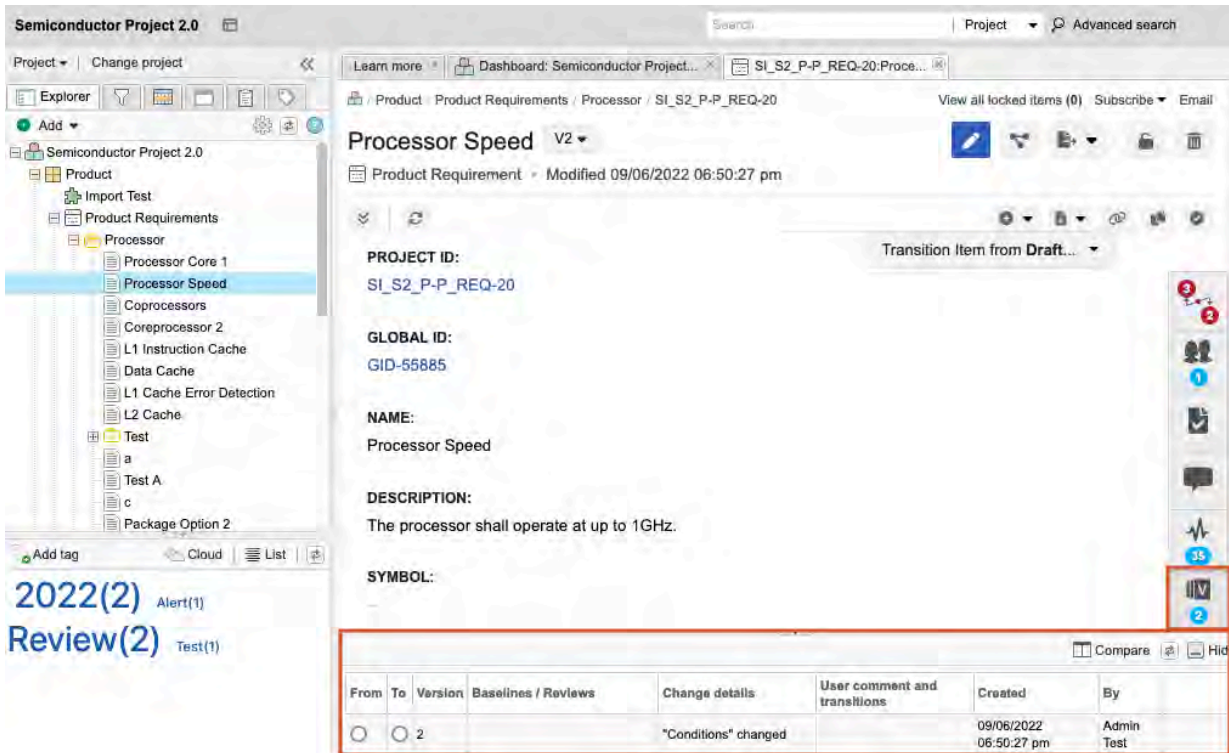 Semiconductor Project 2.0
Search
Project
Advanced search
Project
Change project
Learn more
Dashboard: Semiconductor Project...
SI_S2_P-P_REQ-20:Proce...
Explorer
Add
Semiconductor Project 2.0
Product
Import Test
Product Requirements
Processor
Processor Core 1
Processor Speed
Coprocessors
Coreprocessor 2
L1 Instruction Cache
Data Cache
L1 Cache Error Detection
L2 Cache
Test
a
Test A
c
Package Option 2
Add tag
Cloud
List
2022(2) Alert(1)
Review(2) Test(1)
Product / Product Requirements / Processor / SI_S2_P-P_REQ-20
View all locked items (0) Subscribe Email
Processor Speed V2
Product Requirement • Modified 09/06/2022 06:50:27 pm
Transition Item from Draft...
PROJECT ID:
SI_S2_P-P_REQ-20
GLOBAL ID:
GID-55885
NAME:
Processor Speed
DESCRIPTION:
The processor shall operate at up to 1GHz.
SYMBOL:
3
2
1
35
V
2
Compare
Hid
From To Version Baselines / Reviews Change details User comment and transitions Created By
2 "Conditions" changed 09/06/2022 06:50:27 pm Admin Test